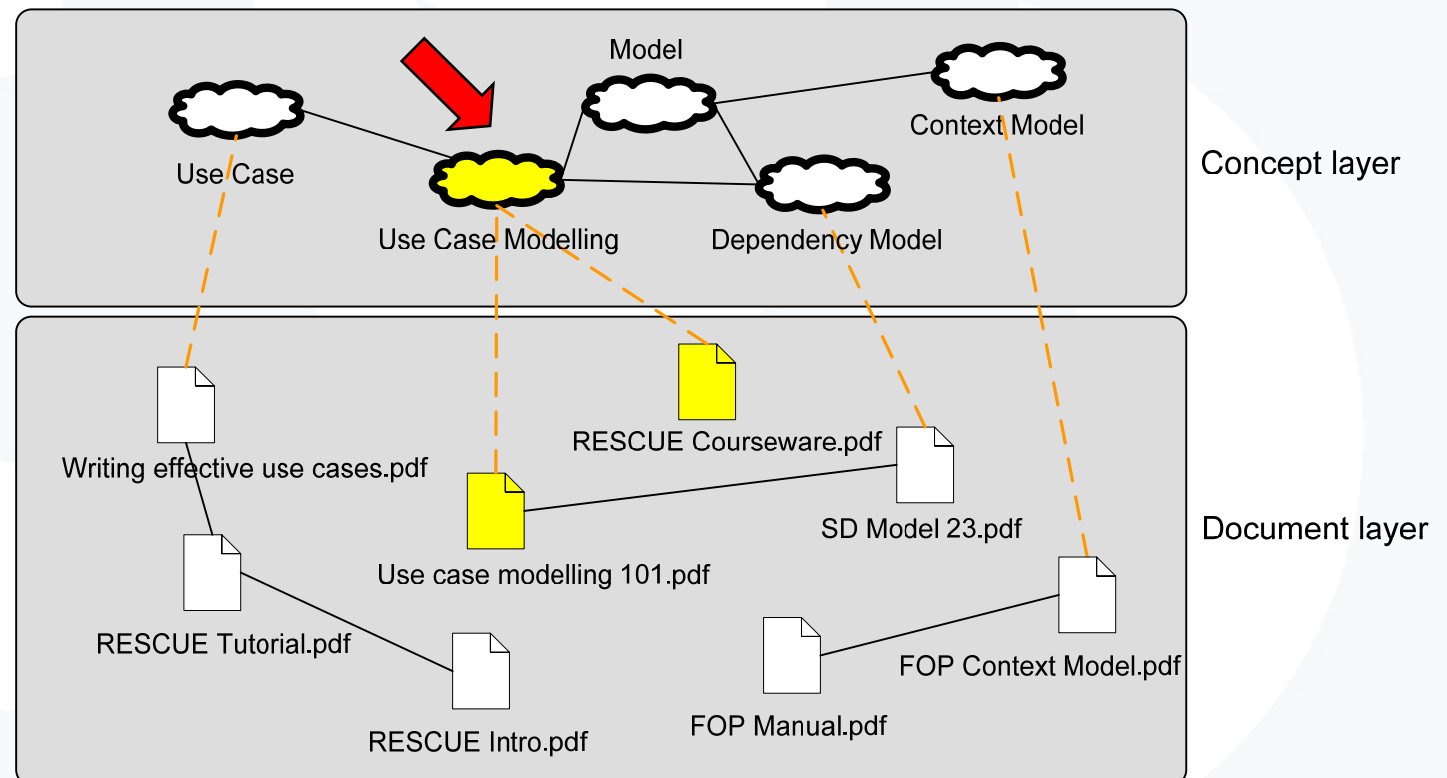 Model
Context Model
Use Case
Concept layer
Use Case Modelling
Dependency Model
RESCUE Courseware.pdf
Writing effective use cases.pdf
SD Model 23.pdf
Document layer
Use case modelling 101.pdf
RESCUE Tutorial.pdf
FOP Context Model.pdf
FOP Manual.pdf
RESCUE Intro.pdf